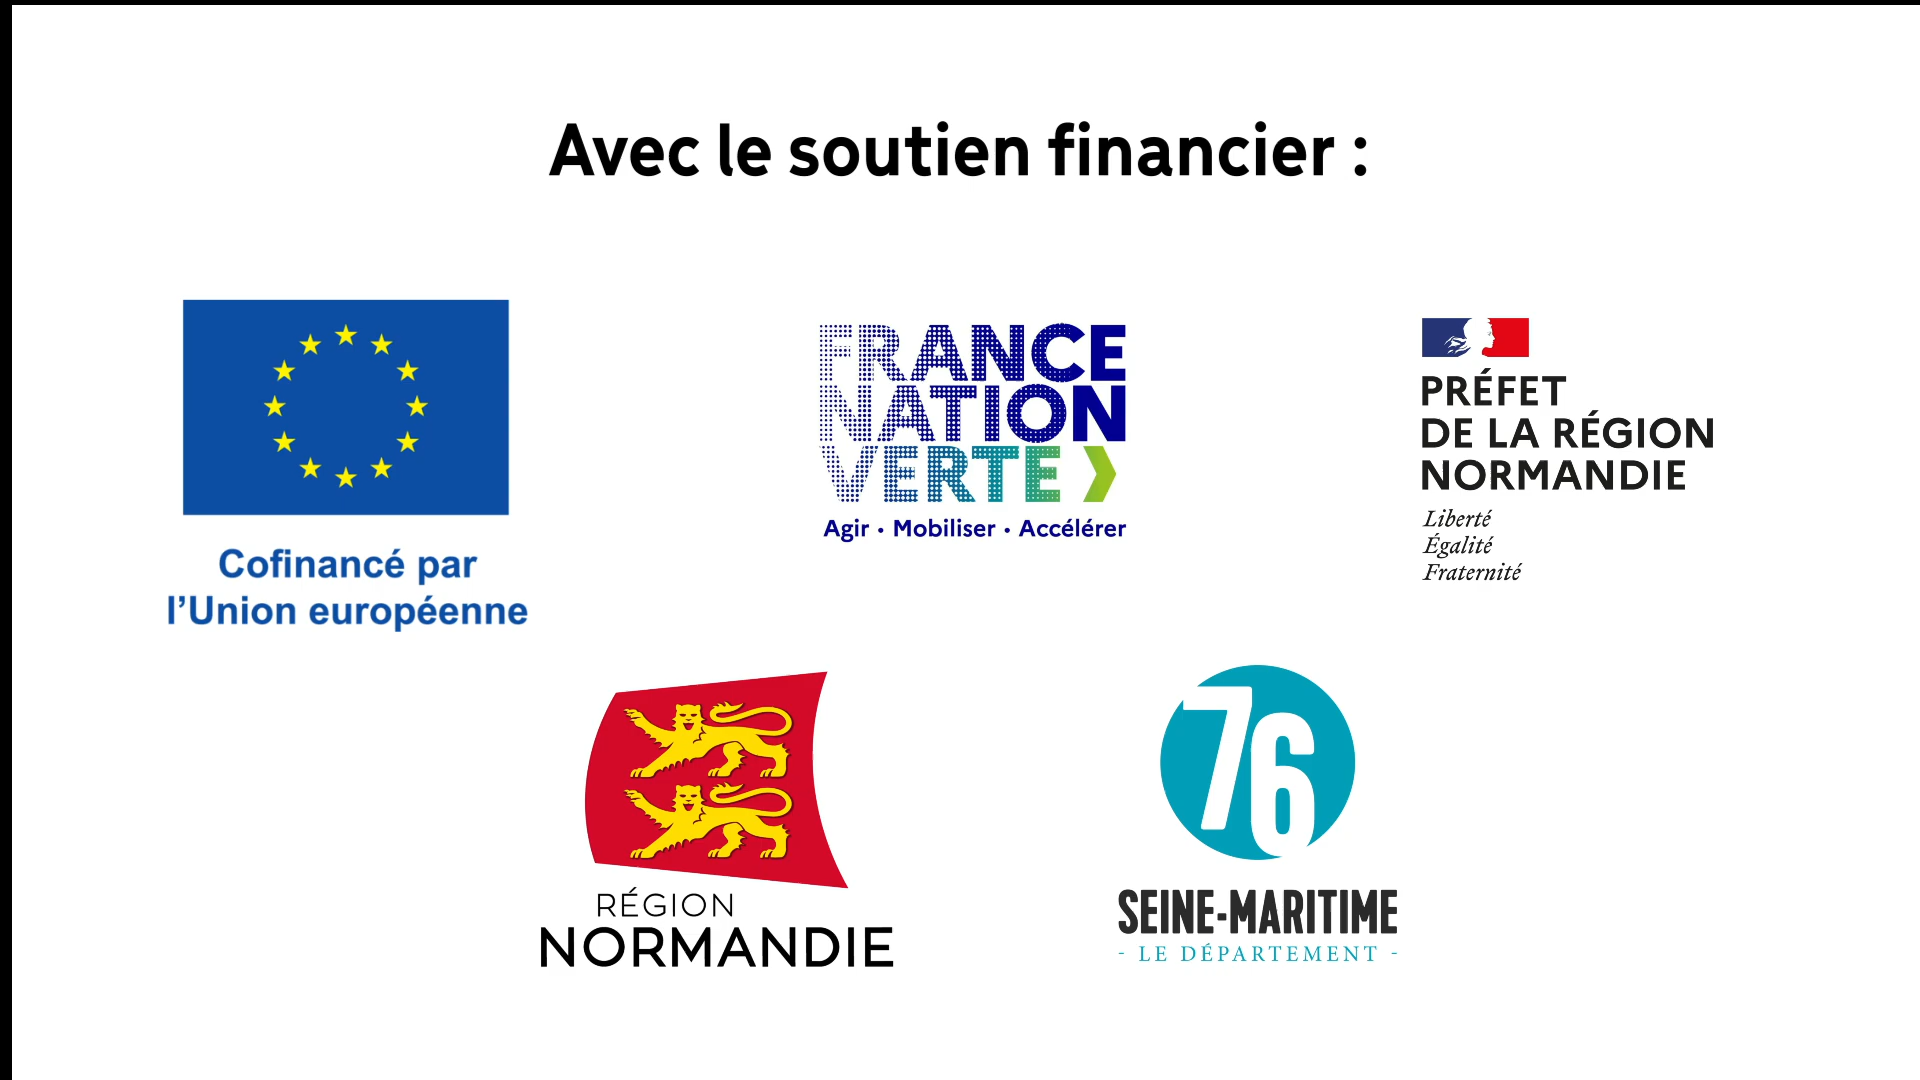 Avec le soutien financier :
Cofinancé par
l'Union européenne
FRANCE
NATION
VERTE
Agir • Mobiliser • Accélérer
PRÉFET
DE LA RÉGION
NORMANDIE
Liberté
Égalité
Fraternité
RÉGION
NORMANDIE
76
SEINE-MARITIME
- LE DÉPARTEMENT -